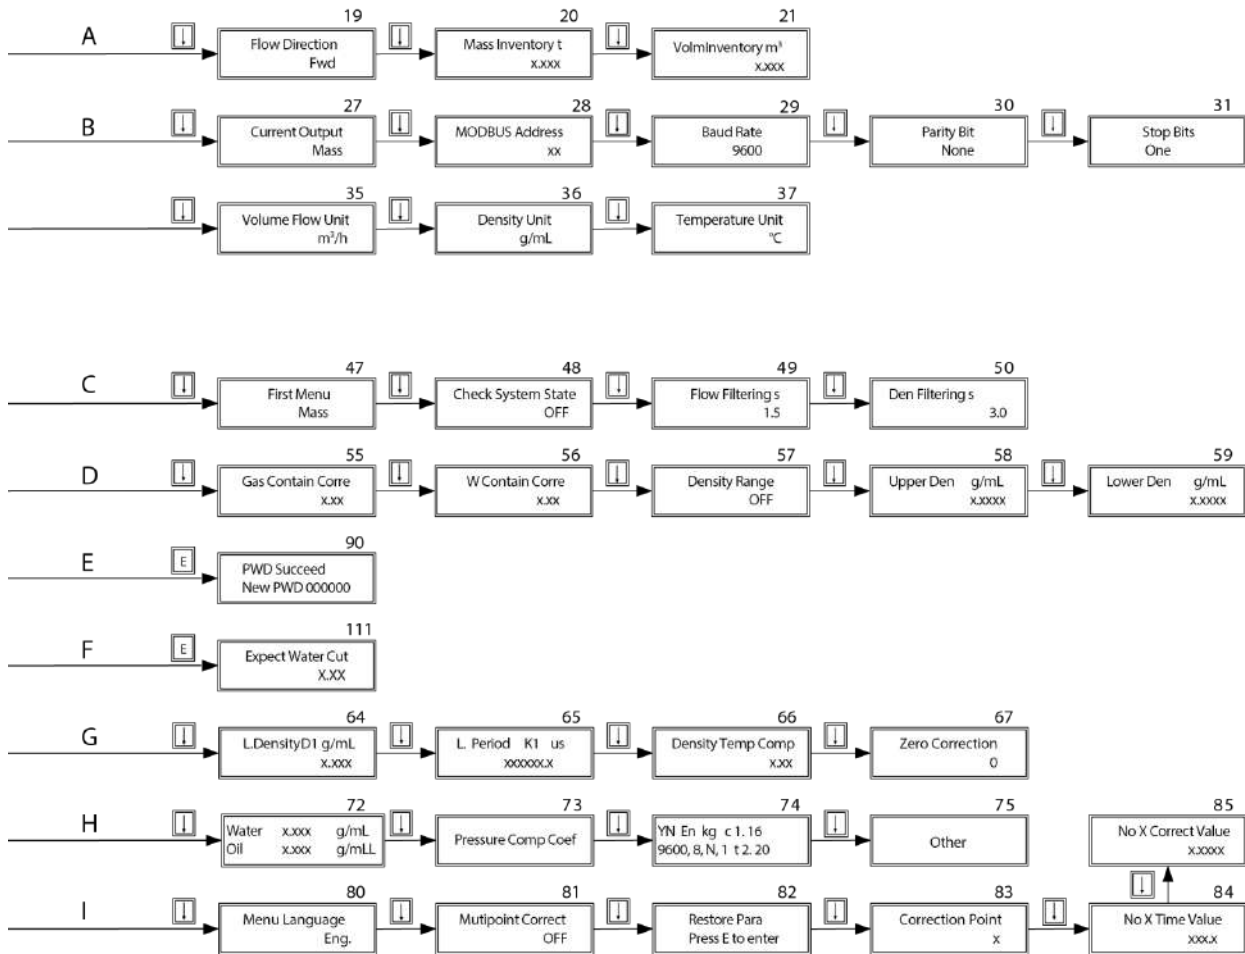 19 20 21
A
Flow Direction
Fwd
Mass Inventory t
x.xxx
VolmInventory m³
x.xxx
27 28 29 30 31
B
Current Output
Mass
MODBUS Address
xx
Baud Rate
9600
Parity Bit
None
Stop Bits
One
35 36 37
Volume Flow Unit
m³/h
Density Unit
g/mL
Temperature Unit
°C
47 48 49 50
C
First Menu
Mass
Check System State
OFF
Flow Filtering s
1.5
Den Filtering s
3.0
55 56 57 58 59
D
Gas Contain Corre
x.xx
W Contain Corre
x.xx
Density Range
OFF
Upper Den g/mL
x.xxxx
Lower Den g/mL
x.xxxx
90
E
E
PWD Succeed
New PWD 000000
111
F
E
Expect Water Cut
X.XX
64 65 66 67
G
L.DensityD1 g/mL
x.xxx
L. Period K1 us
xxxxxx.x
Density Temp Comp
x.xx
Zero Correction
0
72 73 74 75 85
H
Water x.xxx g/mL
Oil x.xxx g/mLL
Pressure Comp Coef
YN En kg c 1. 16
9600, 8, N, 1 t 2. 20
Other
No X Correct Value
x.xxxx
80 81 82 83 84
I
Menu Language
Eng.
Mutipoint Correct
OFF
Restore Para
Press E to enter
Correction Point
x
No X Time Value
xxx.x